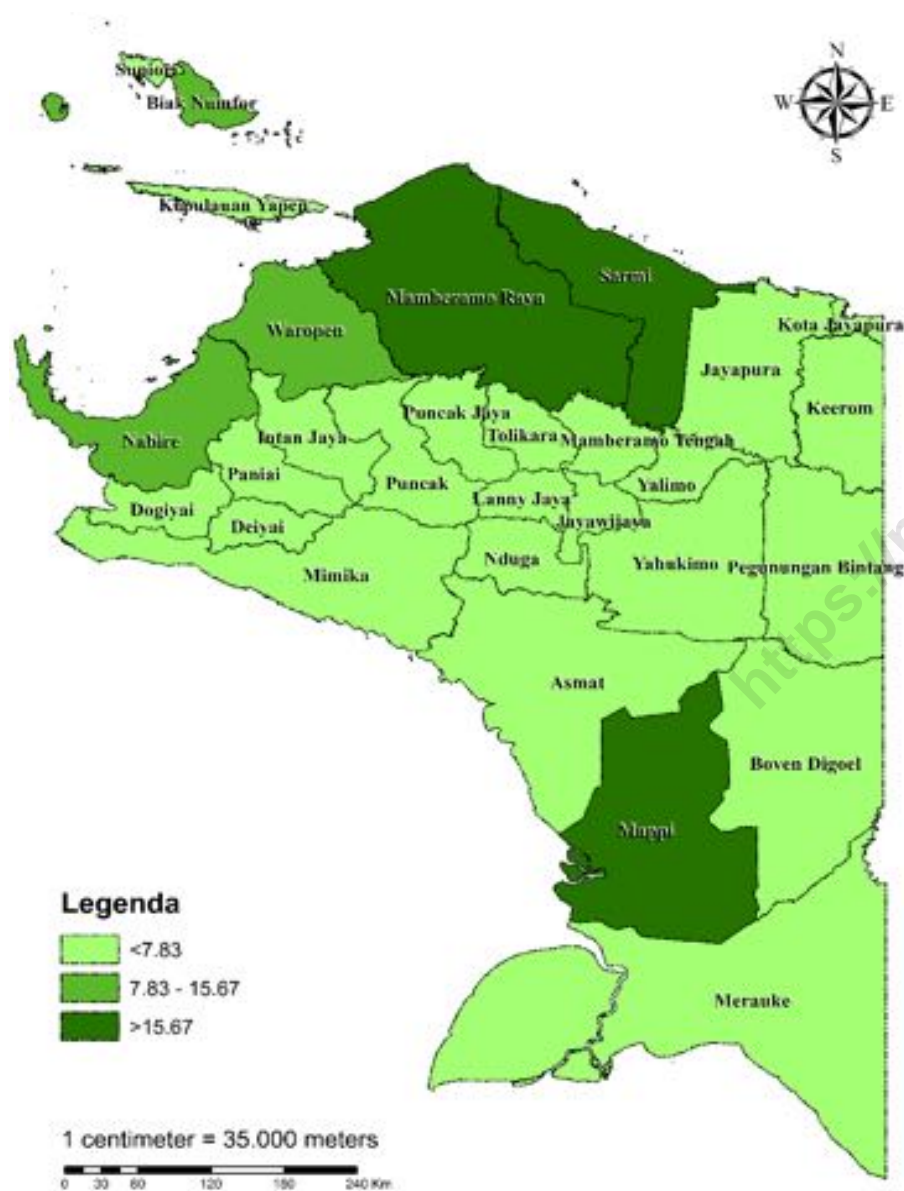 Supiori
Biak Numfor
N
W E
S
Kepulauan Yapen
Sarmi
Mamberamo Raya
Waropen
Kota Jayapura
Jayapura
Keerom
Puncak Jaya
Tolikara
Mamberamo Tengah
Intan Jaya
Nabire
Paniai
Puncak
Yalimo
Lanny Jaya
Dogiyai
Deiyai
Jayawijaya
Nduga
Mimika
Yahukimo
Pegunungan Bintang
https://
Asmat
Boven Digoel
Mappi
Merauke
Legenda
<7.83
7.83 - 15.67
>15.67
1 centimeter = 35.000 meters
0 30 60 120 180 240 Km